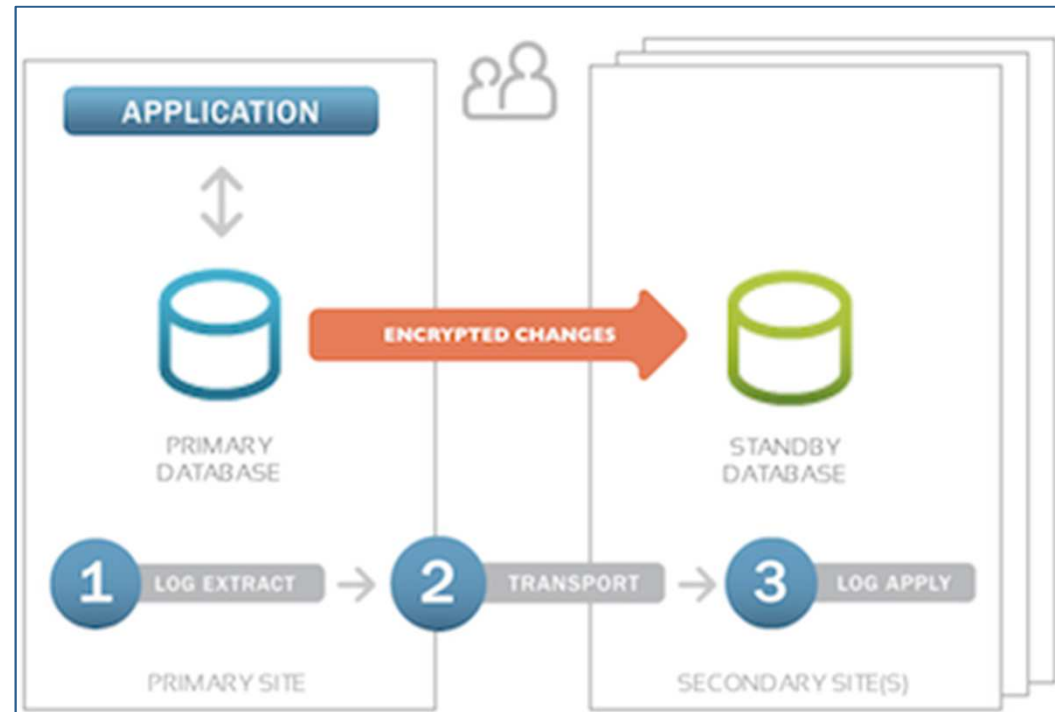 APPLICATION
ENCRYPTED CHANGES
PRIMARY
DATABASE
STANDBY
DATABASE
1 LOG EXTRACT
2 TRANSPORT
3 LOG APPLY
PRIMARY SITE
SECONDARY SITE(S)